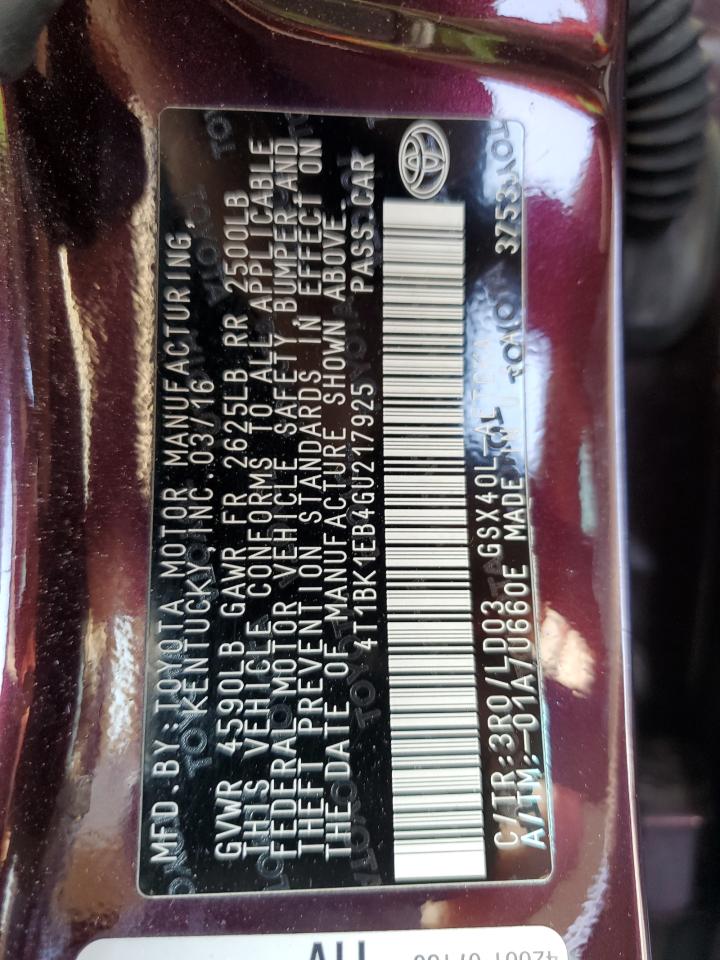 MFD.BY:TOYOTA MOTOR MANUFACTURING,
KENTUCKY,INC.03/16
GVWR 4590LB GAWR FR 2625LB RR 2500LB
THIS VEHICLE CONFORMS TO ALL APPLICABLE
FEDERAL MOTOR VEHICLE SAFETY,BUMPER,AND
THEFT PREVENTION STANDARDS IN EFFECT ON
THE DATE OF MANUFACTURE SHOWN ABOVE.
4T1BK1EB4GU217925 PASS.CAR
C/TR:3R0/LD03 GSX40L
A/TM:-01A/U660E MADE IN 3753
ALL